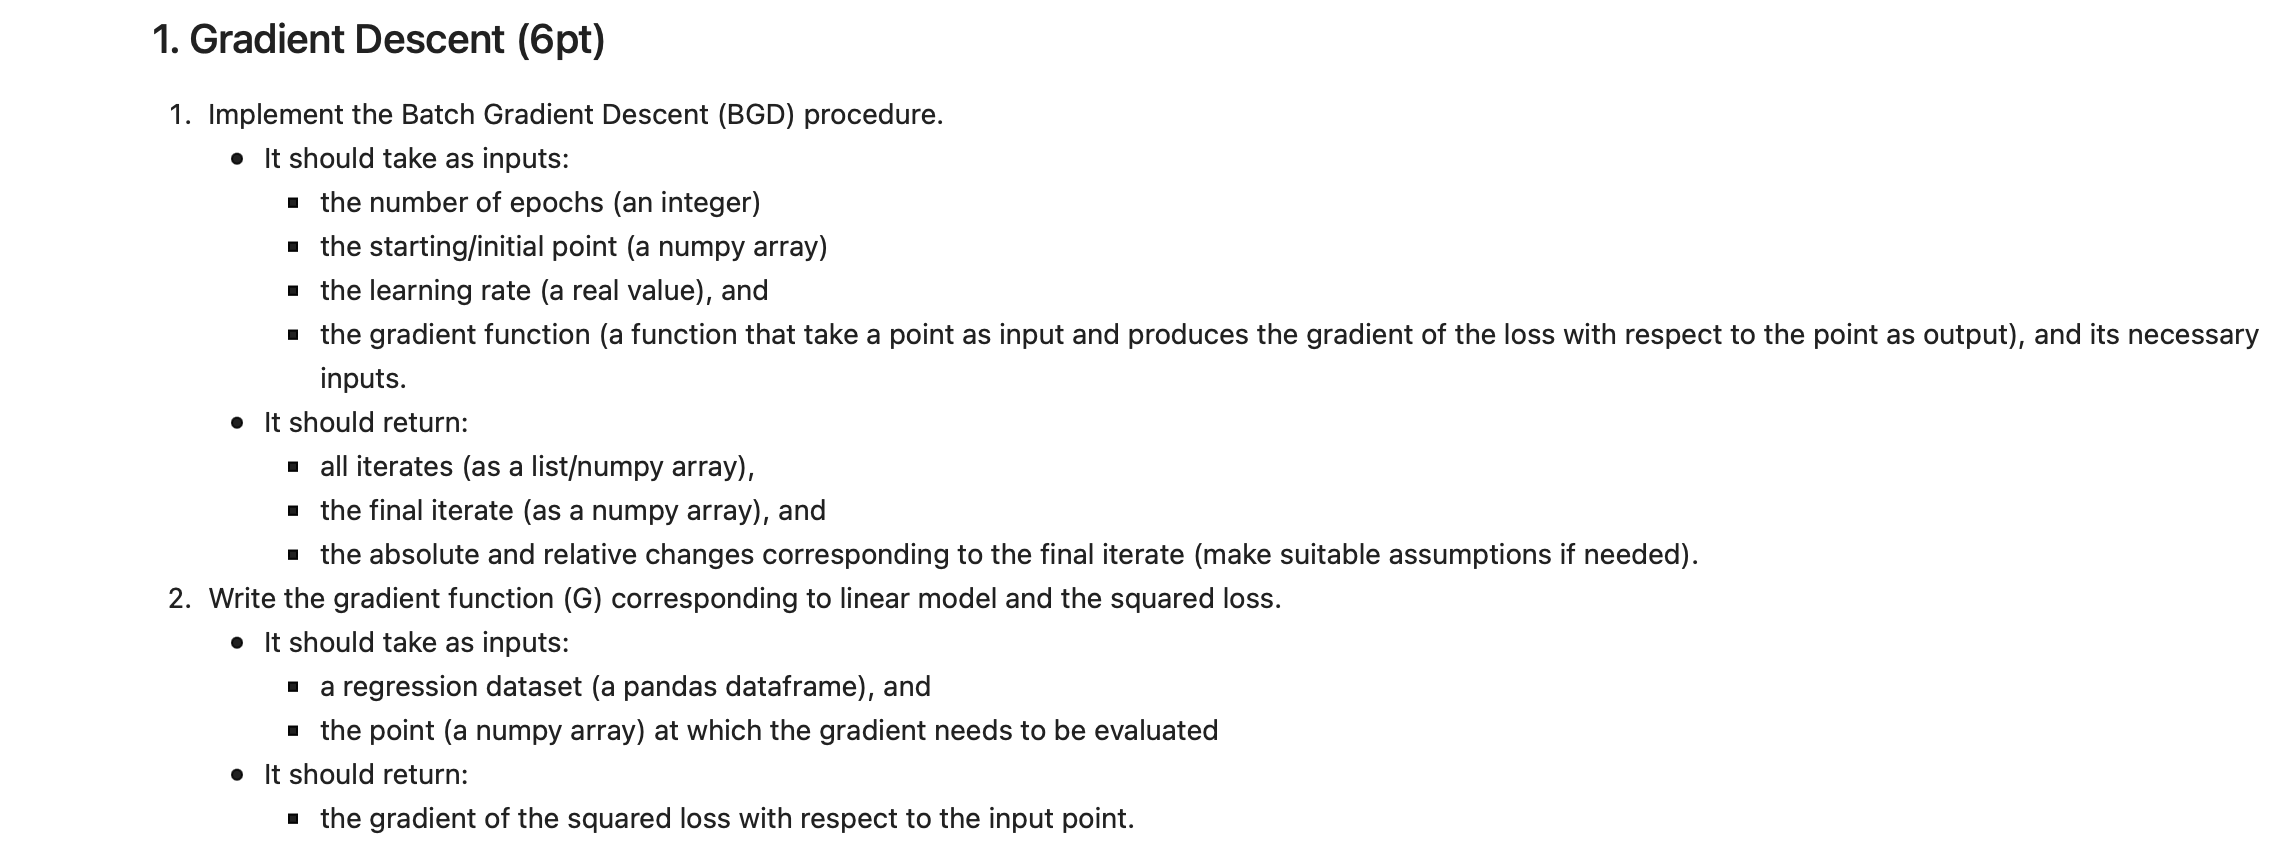 1. Gradient Descent (6pt)
1. Implement the Batch Gradient Descent (BGD) procedure.
• It should take as inputs:
▪ the number of epochs (an integer)
▪ the starting/initial point (a numpy array)
▪ the learning rate (a real value), and
▪ the gradient function (a function that take a point as input and produces the gradient of the loss with respect to the point as output), and its necessary
inputs.
• It should return:
▪ all iterates (as a list/numpy array),
▪ the final iterate (as a numpy array), and
▪ the absolute and relative changes corresponding to the final iterate (make suitable assumptions if needed).
2. Write the gradient function (G) corresponding to linear model and the squared loss.
• It should take as inputs:
▪ a regression dataset (a pandas dataframe), and
▪ the point (a numpy array) at which the gradient needs to be evaluated
• It should return:
▪ the gradient of the squared loss with respect to the input point.